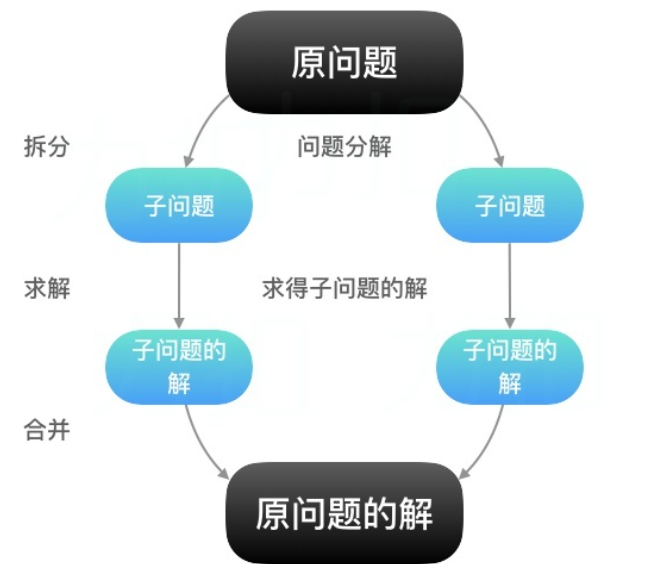 原问题
拆分
问题分解
子问题
子问题
求解
求得子问题的解
子问题的
解
子问题的
解
合并
原问题的解